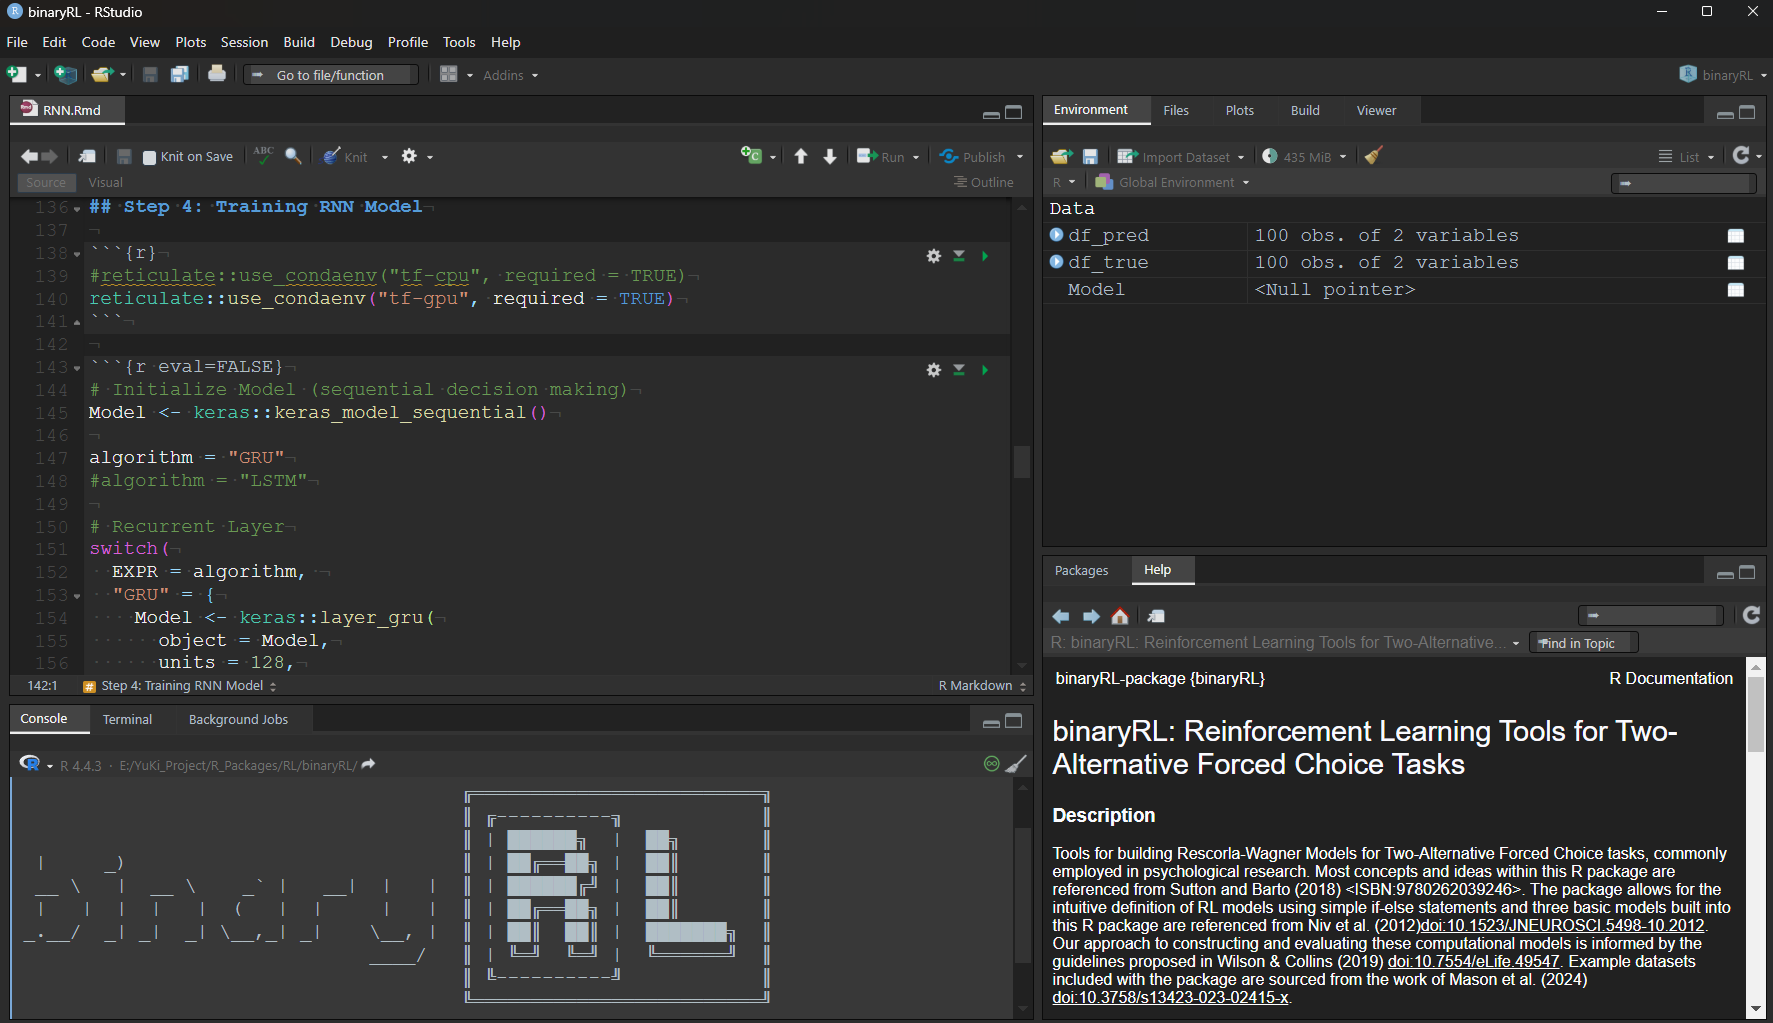 binaryRL - RStudio
File Edit Code View Plots Session Build Debug Profile Tools Help
Go to file/function Addins binaryRL
RNN.Rmd
Knit on Save ABC Knit Run Publish
Source Visual Outline
136 ## Step 4: Training RNN Model
137
138 ```{r}
139 #reticulate::use_condaenv("tf-cpu", required = TRUE)
140 reticulate::use_condaenv("tf-gpu", required = TRUE)
141 ```
142
143 ```{r eval=FALSE}
144 # Initialize Model (sequential decision making)
145 Model <- keras::keras_model_sequential()
146
147 algorithm = "GRU"
148 #algorithm = "LSTM"
149
150 # Recurrent Layer
151 switch(
152   EXPR = algorithm,
153   "GRU" = {
154     Model <- keras::layer_gru(
155       object = Model,
156       units = 128,
142:1 # Step 4: Training RNN Model R Markdown
Console Terminal Background Jobs
R 4.4.3 · E:/YuKi_Project/R_Packages/RL/binaryRL/
binaryRL
Environment Files Plots Build Viewer
Import Dataset 435 MiB List
R Global Environment
Data
df_pred 100 obs. of 2 variables
df_true 100 obs. of 2 variables
Model <Null pointer>
Packages Help
R: binaryRL: Reinforcement Learning Tools for Two-Alternative... Find in Topic
binaryRL-package {binaryRL} R Documentation
binaryRL: Reinforcement Learning Tools for Two-
Alternative Forced Choice Tasks
Description
Tools for building Rescorla-Wagner Models for Two-Alternative Forced Choice tasks, commonly
employed in psychological research. Most concepts and ideas within this R package are
referenced from Sutton and Barto (2018) <ISBN:9780262039246>. The package allows for the
intuitive definition of RL models using simple if-else statements and three basic models built into
this R package are referenced from Niv et al. (2012)doi:10.1523/JNEUROSCI.5498-10.2012.
Our approach to constructing and evaluating these computational models is informed by the
guidelines proposed in Wilson & Collins (2019) doi:10.7554/eLife.49547. Example datasets
included with the package are sourced from the work of Mason et al. (2024)
doi:10.3758/s13423-023-02415-x.